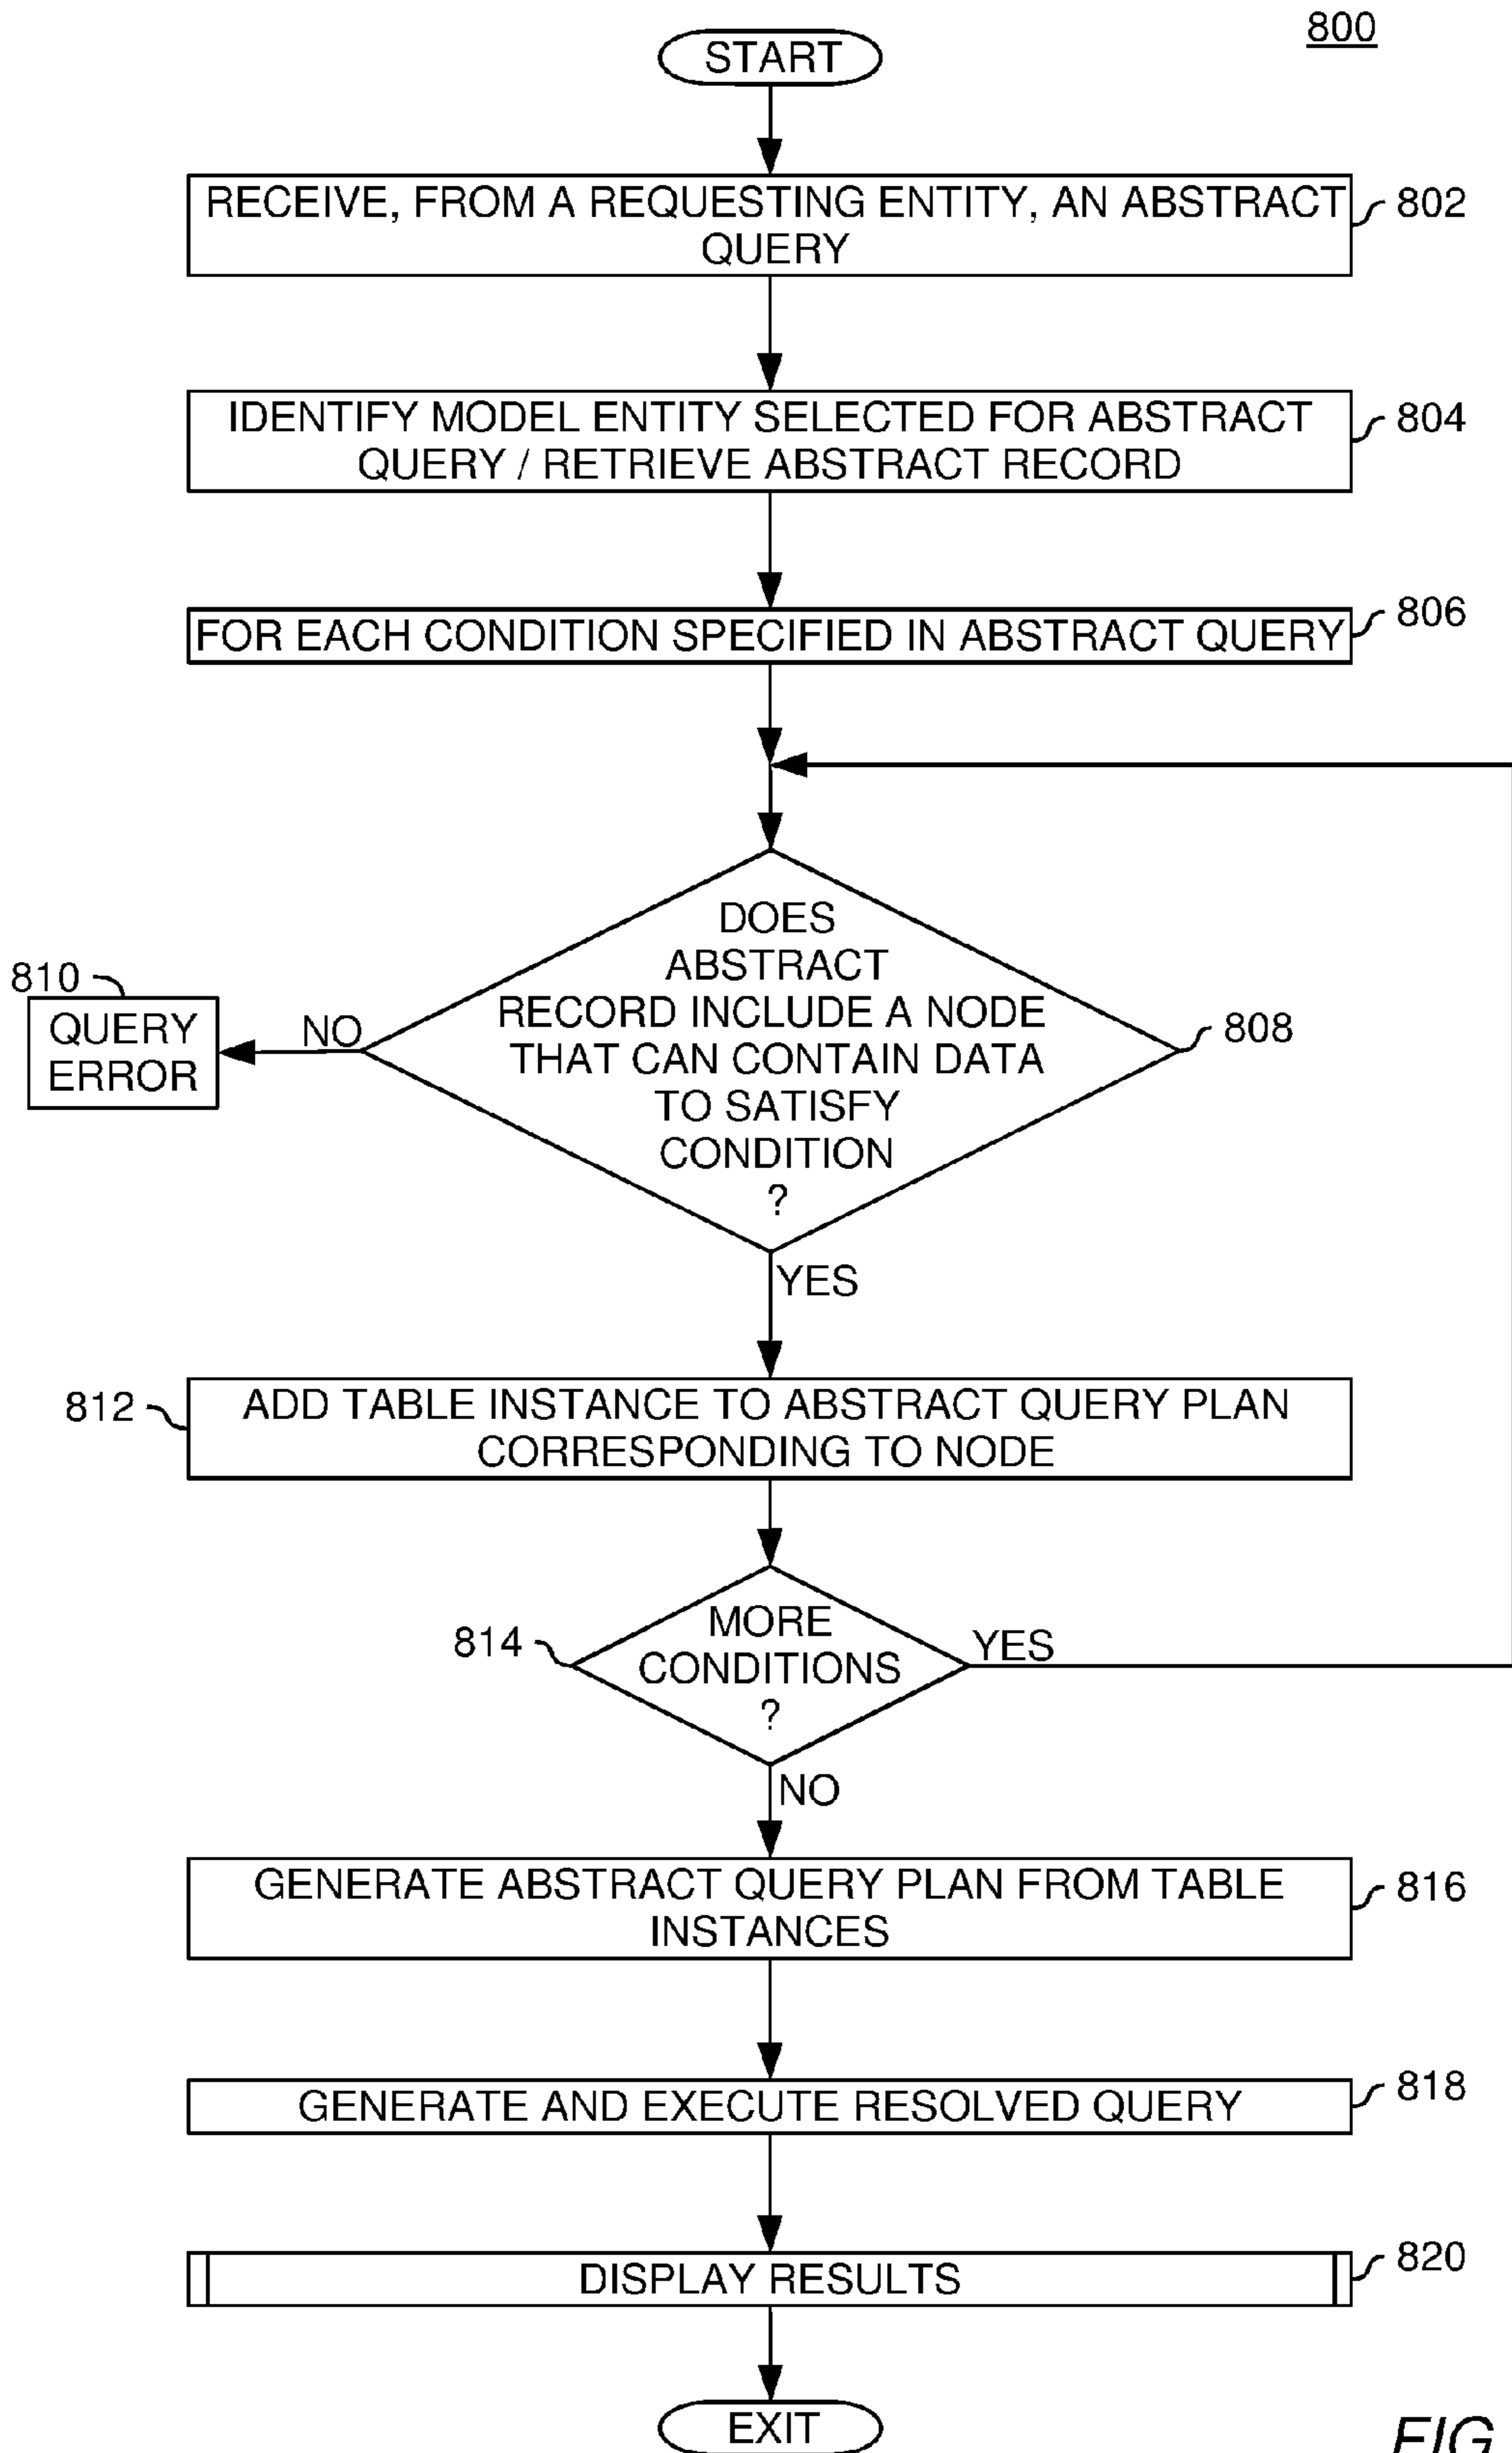 800
START
RECEIVE, FROM A REQUESTING ENTITY, AN ABSTRACT
QUERY
802
IDENTIFY MODEL ENTITY SELECTED FOR ABSTRACT
QUERY / RETRIEVE ABSTRACT RECORD
804
FOR EACH CONDITION SPECIFIED IN ABSTRACT QUERY
806
DOES
ABSTRACT
RECORD INCLUDE A NODE
THAT CAN CONTAIN DATA
TO SATISFY
CONDITION
?
808
NO
810
QUERY
ERROR
YES
812
ADD TABLE INSTANCE TO ABSTRACT QUERY PLAN
CORRESPONDING TO NODE
814
MORE
CONDITIONS
?
YES
NO
GENERATE ABSTRACT QUERY PLAN FROM TABLE
INSTANCES
816
GENERATE AND EXECUTE RESOLVED QUERY
818
DISPLAY RESULTS
820
EXIT
FIG